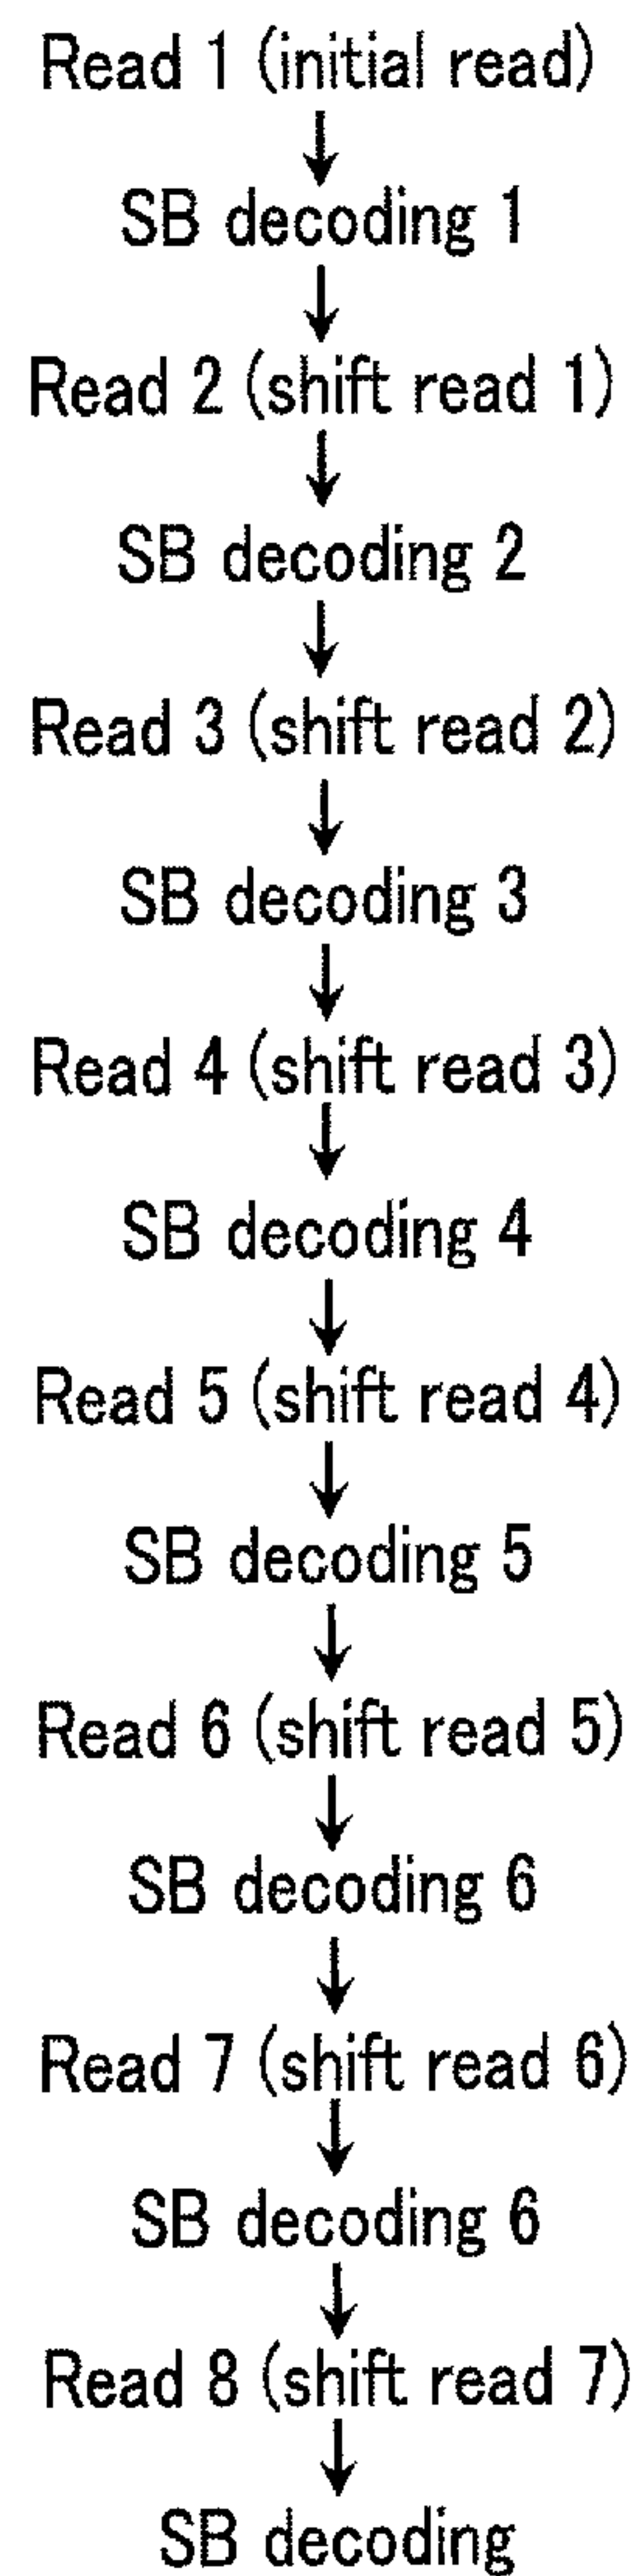 Read 1 (initial read)
SB decoding 1
Read 2 (shift read 1)
SB decoding 2
Read 3 (shift read 2)
SB decoding 3
Read 4 (shift read 3)
SB decoding 4
Read 5 (shift read 4)
SB decoding 5
Read 6 (shift read 5)
SB decoding 6
Read 7 (shift read 6)
SB decoding 6
Read 8 (shift read 7)
SB decoding